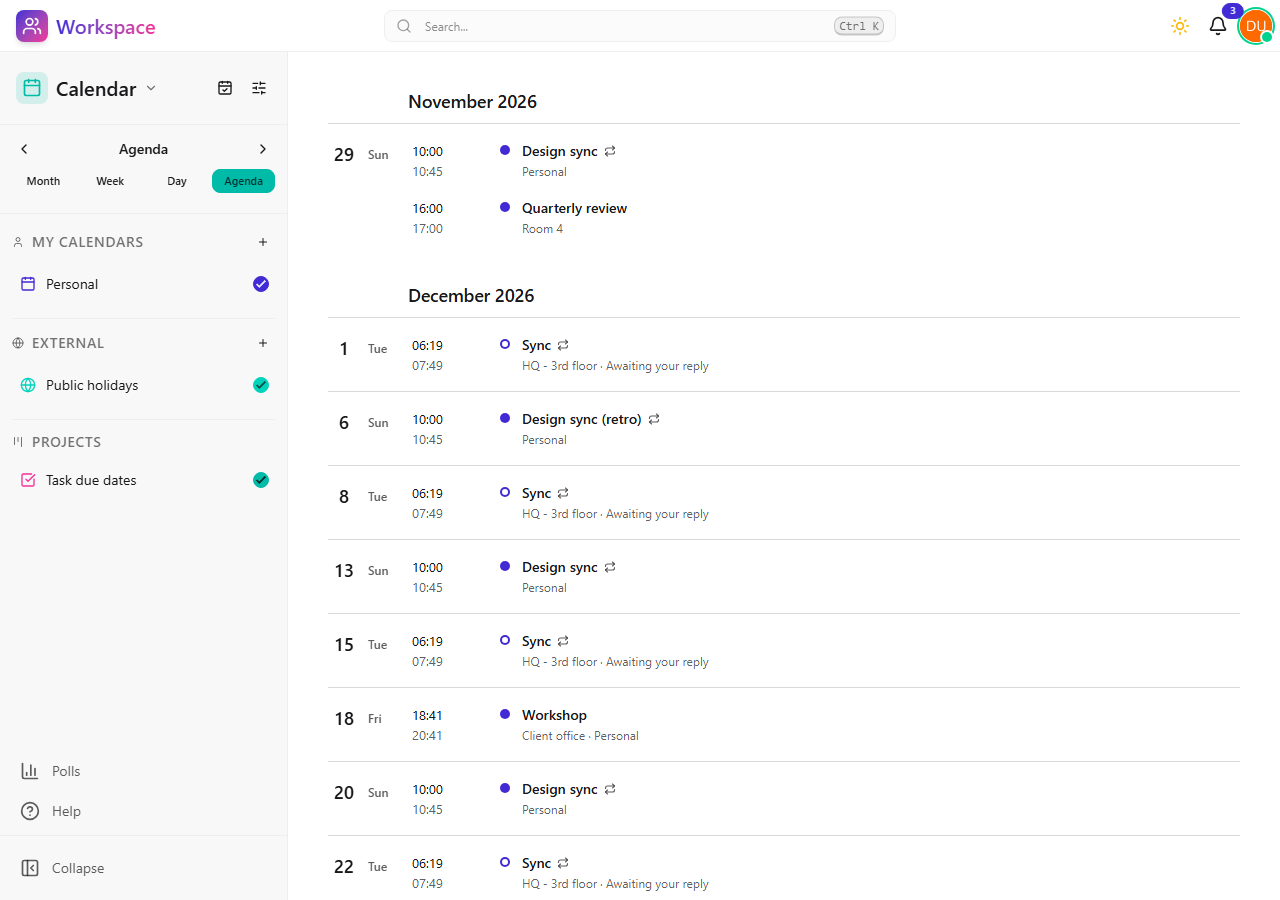 Workspace
Search...
Ctrl K
3
DU
Calendar
Agenda
Month Week Day Agenda
MY CALENDARS
Personal
EXTERNAL
Public holidays
PROJECTS
Task due dates
Polls
Help
Collapse
November 2026
29 Sun 10:00 Design sync
10:45 Personal
16:00 Quarterly review
17:00 Room 4
December 2026
1 Tue 06:19 Sync
07:49 HQ - 3rd floor · Awaiting your reply
6 Sun 10:00 Design sync (retro)
10:45 Personal
8 Tue 06:19 Sync
07:49 HQ - 3rd floor · Awaiting your reply
13 Sun 10:00 Design sync
10:45 Personal
15 Tue 06:19 Sync
07:49 HQ - 3rd floor · Awaiting your reply
18 Fri 18:41 Workshop
20:41 Client office · Personal
20 Sun 10:00 Design sync
10:45 Personal
22 Tue 06:19 Sync
07:49 HQ - 3rd floor · Awaiting your reply